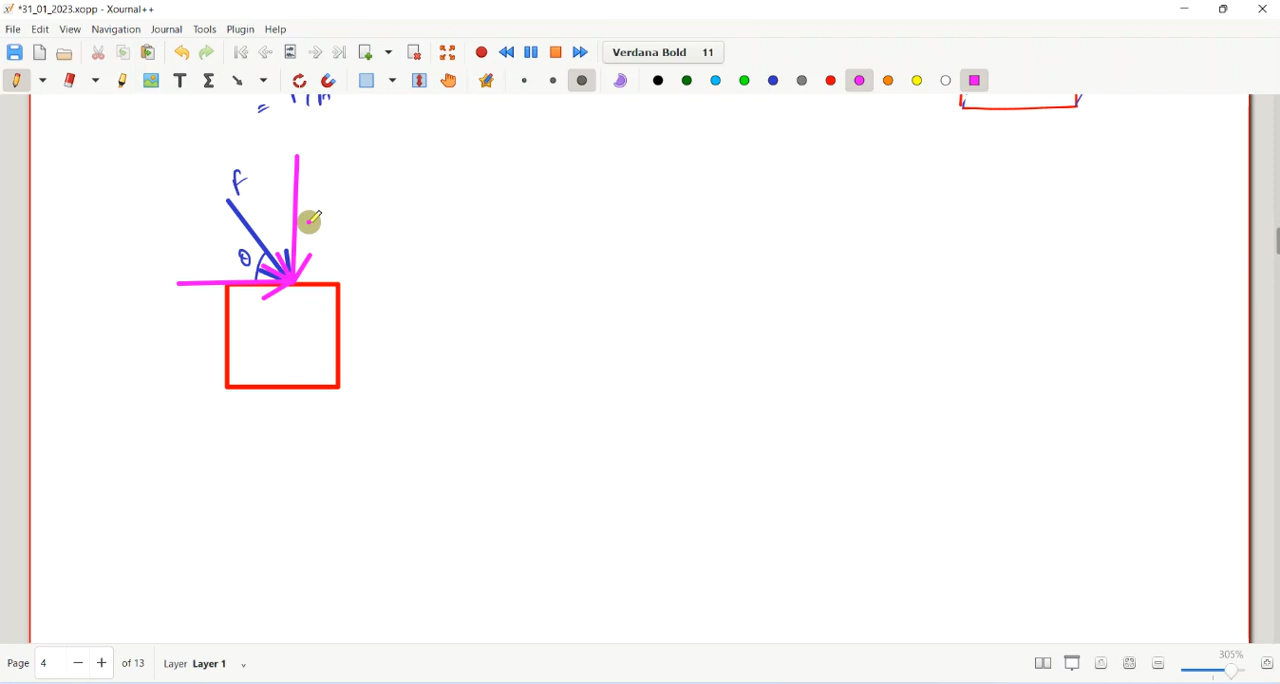 *31_01_2023.xopp - Xournal++
File Edit View Navigation Journal Tools Plugin Help
Verdana Bold 11
=
F
θ
Page 4 of 13 Layer Layer 1
305%